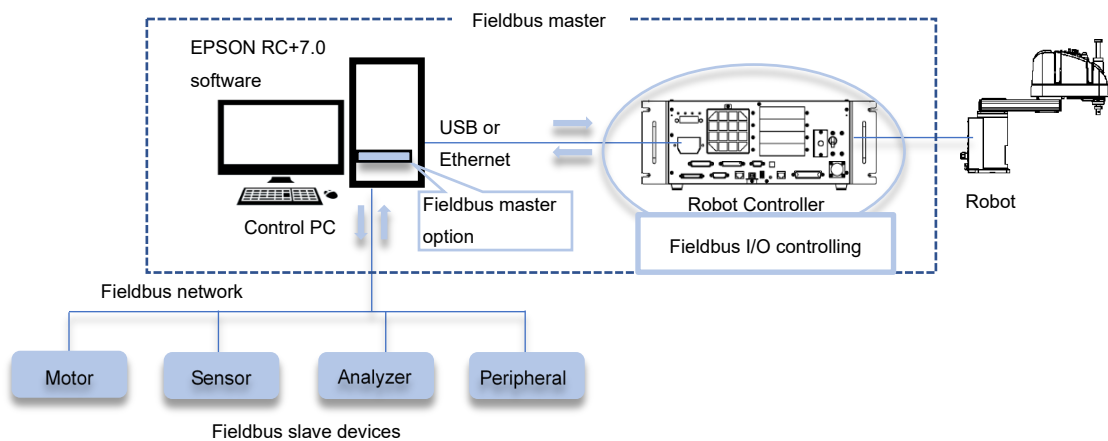 Fieldbus master
EPSON RC+7.0
software
USB or
Ethernet
Control PC
Fieldbus master
option
Robot Controller
Fieldbus I/O controlling
Robot
Fieldbus network
Motor
Sensor
Analyzer
Peripheral
Fieldbus slave devices